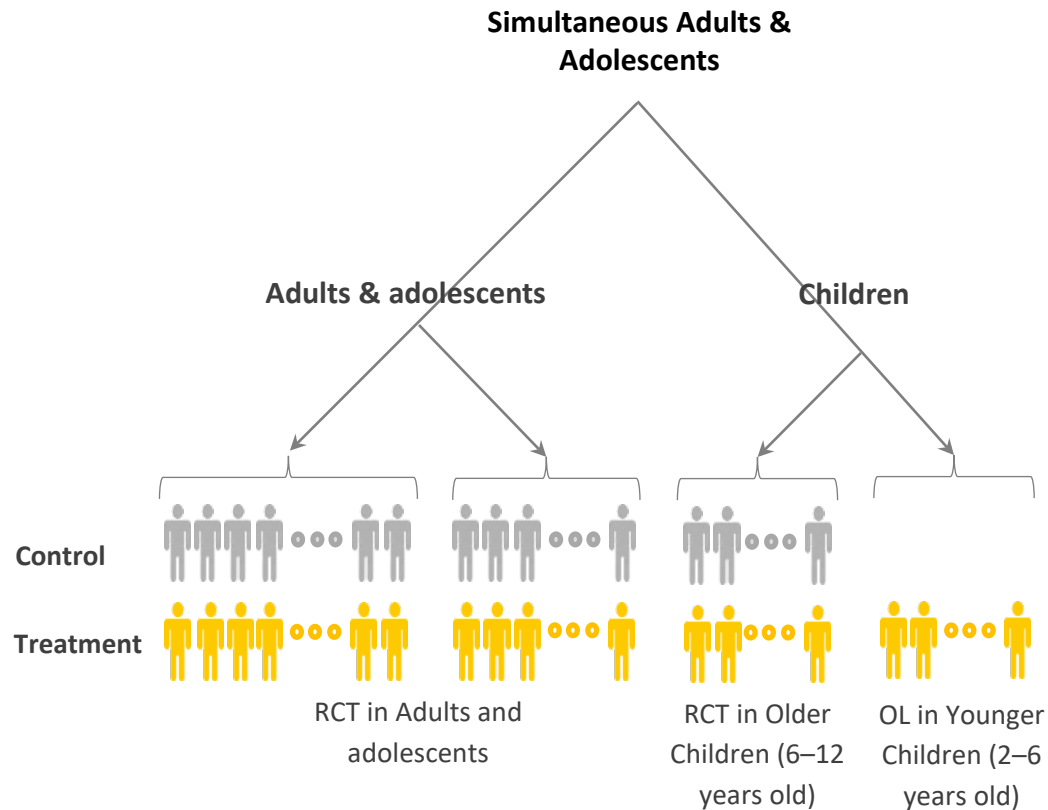 Simultaneous Adults &
Adolescents
Adults & adolescents
Children
Control
Treatment
RCT in Adults and
adolescents
RCT in Older
Children (6–12
years old)
OL in Younger
Children (2–6
years old)